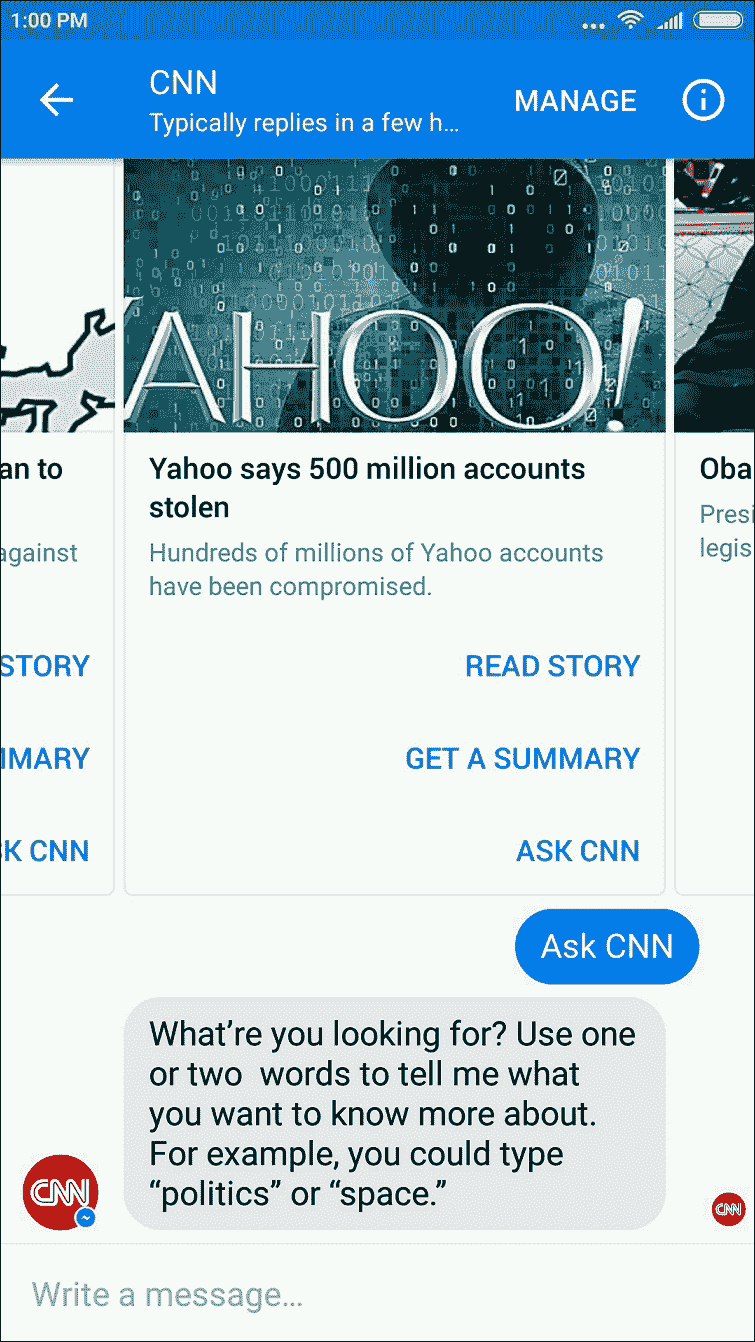 1:00 PM
CNN
MANAGE
Typically replies in a few h...
YAHOO!
an to
against
STORY
MMARY
K CNN
Yahoo says 500 million accounts
stolen
Hundreds of millions of Yahoo accounts
have been compromised.
READ STORY
GET A SUMMARY
ASK CNN
Oba
Presi
legis
Ask CNN
What’re you looking for? Use one
or two  words to tell me what
you want to know more about.
For example, you could type
“politics” or “space.”
CNN
CNN
Write a message...